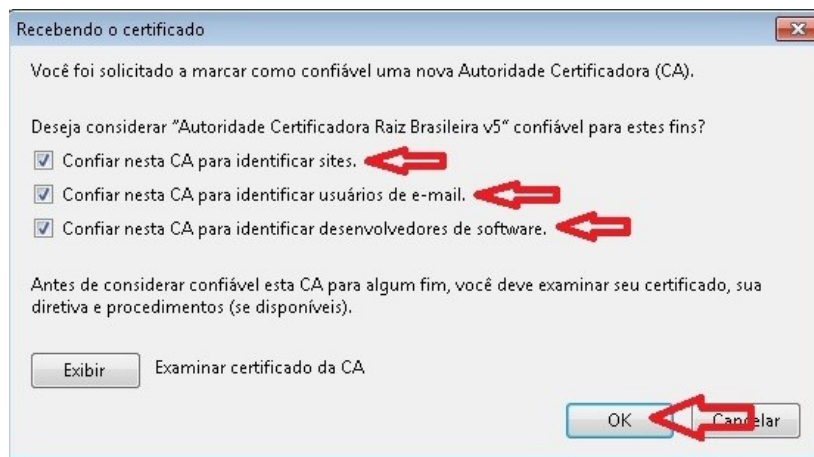 Recebendo o certificado
Você foi solicitado a marcar como confiável uma nova Autoridade Certificadora (CA).
Deseja considerar "Autoridade Certificadora Raiz Brasileira v5" confiável para estes fins?
Confiar nesta CA para identificar sites.
Confiar nesta CA para identificar usuários de e-mail.
Confiar nesta CA para identificar desenvolvedores de software.
Antes de considerar confiável esta CA para algum fim, você deve examinar seu certificado, sua
diretiva e procedimentos (se disponíveis).
Exibir Examinar certificado da CA
OK Cancelar